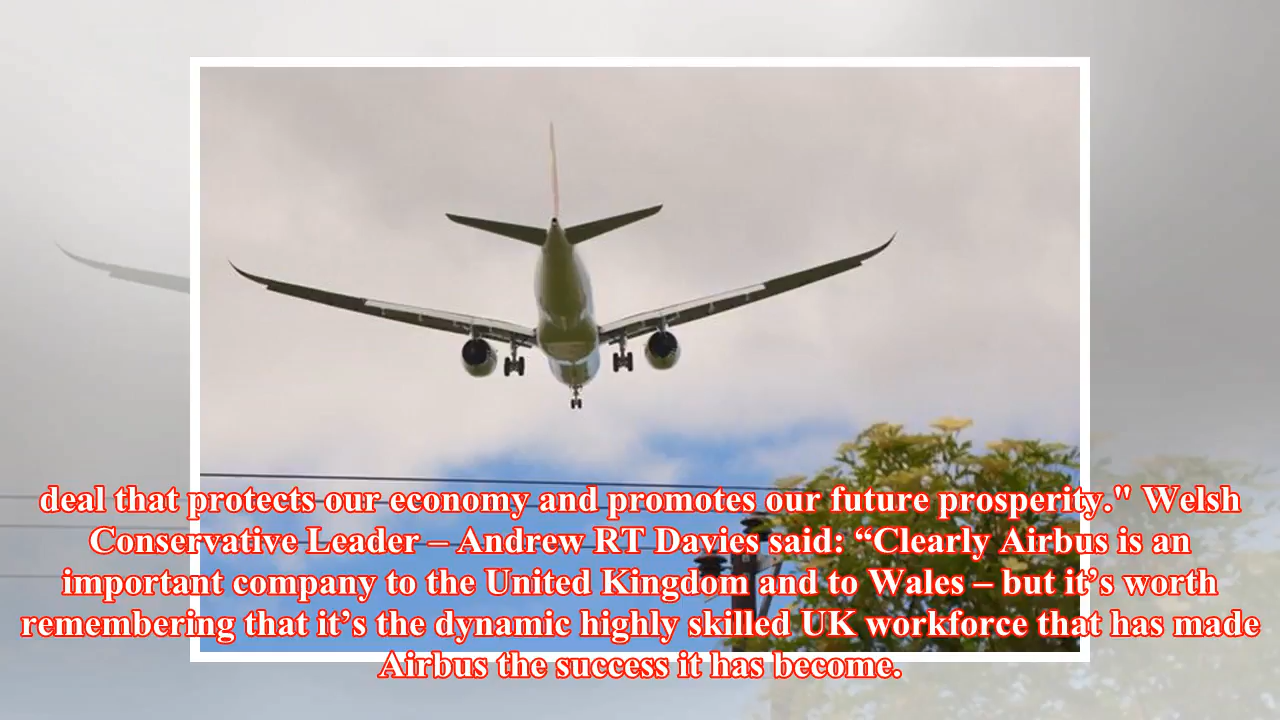 deal that protects our economy and promotes our future prosperity." Welsh
Conservative Leader – Andrew RT Davies said: “Clearly Airbus is an
important company to the United Kingdom and to Wales – but it’s worth
remembering that it’s the dynamic highly skilled UK workforce that has made
Airbus the success it has become.